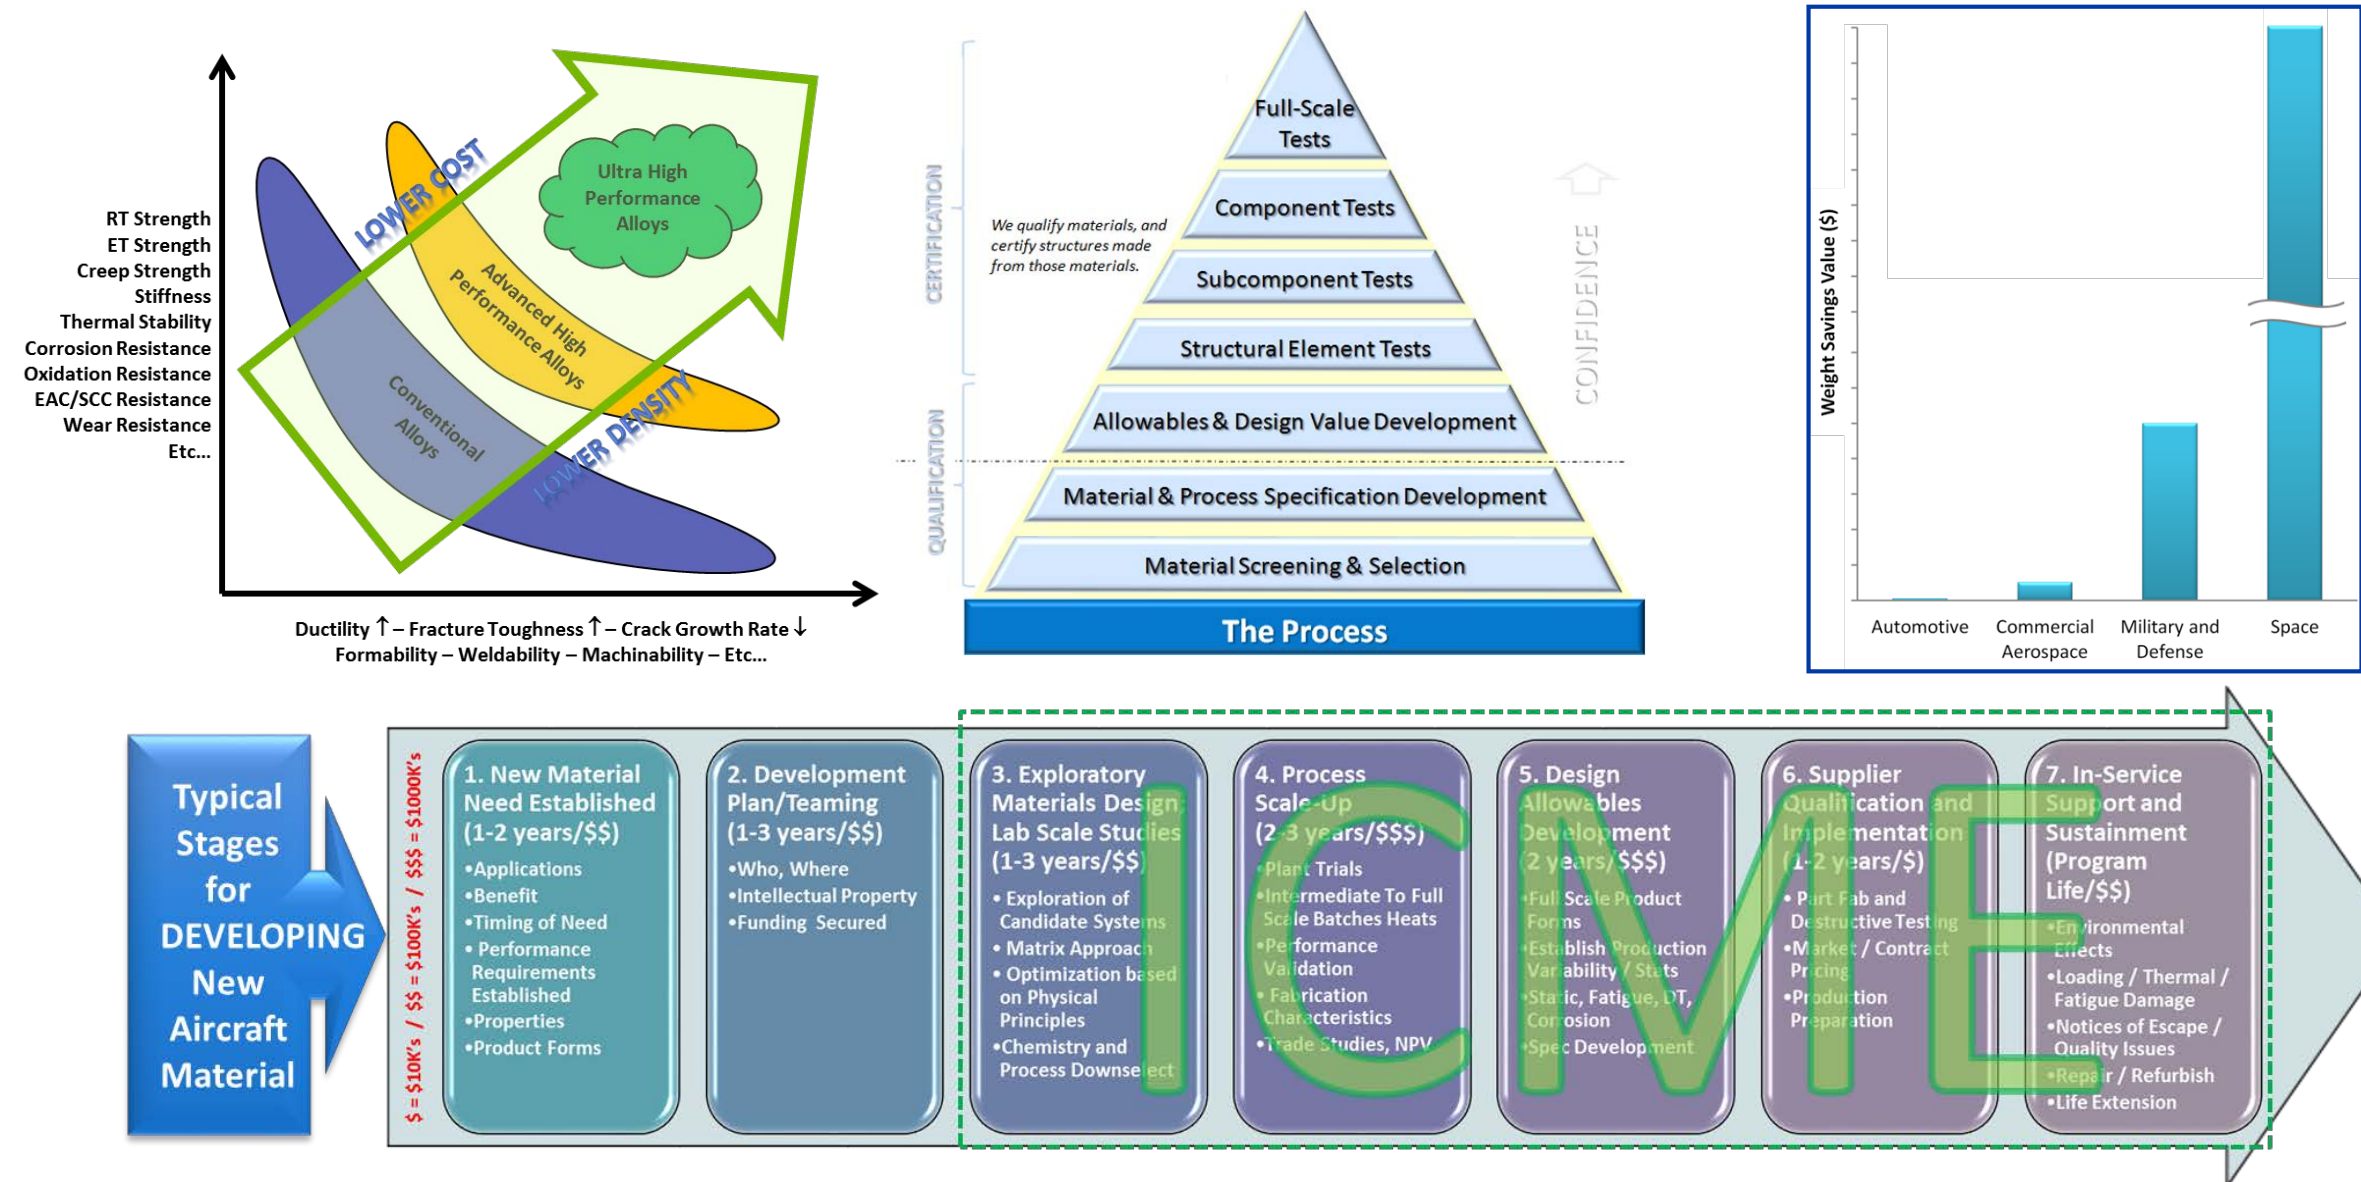 RT Strength
ET Strength
Creep Strength
Stiffness
Thermal Stability
Corrosion Resistance
Oxidation Resistance
EAC/SCC Resistance
Wear Resistance
Etc...
LOWER COST
LOWER DENSITY
Ultra High
Performance
Alloys
Advanced High
Performance Alloys
Conventional
Alloys
Ductility ↑ – Fracture Toughness ↑ – Crack Growth Rate ↓
Formability – Weldability – Machinability – Etc...
CERTIFICATION
QUALIFICATION
We qualify materials, and
certify structures made
from those materials.
Full-Scale
Tests
Component Tests
Subcomponent Tests
Structural Element Tests
Allowables & Design Value Development
Material & Process Specification Development
Material Screening & Selection
The Process
CONFIDENCE
Weight Savings Value ($)
Automotive
Commercial
Aerospace
Military and
Defense
Space
Typical
Stages
for
DEVELOPING
New
Aircraft
Material
$ = $10K's / $$ = $100K's / $$$ = $1000K's
1. New Material
Need Established
(1-2 years/$$)
•Applications
•Benefit
•Timing of Need
• Performance
Requirements
Established
•Properties
•Product Forms
2. Development
Plan/Teaming
(1-3 years/$$)
•Who, Where
•Intellectual Property
•Funding Secured
3. Exploratory
Materials Design;
Lab Scale Studies
(1-3 years/$$)
• Exploration of
Candidate Systems
• Matrix Approach
• Optimization based
on Physical
Principles
•Chemistry and
Process Downselect
4. Process
Scale-Up
(2-3 years/$$$)
•Plant Trials
•Intermediate To Full
Scale Batches Heats
•Performance
Validation
• Fabrication
Characteristics
•Trade Studies, NPV
5. Design
Allowables
Development
(2 years/$$$)
•Full Scale Product
Forms
•Establish Production
Variability / Stats
•Static, Fatigue, DT,
Corrosion
•Spec Development
6. Supplier
Qualification and
Implementation
(1-2 years/$)
• Part Fab and
Destructive Testing
•Market / Contract
Pricing
•Production
Preparation
7. In-Service
Support and
Sustainment
(Program
Life/$$)
•Environmental
Effects
•Loading / Thermal /
Fatigue Damage
•Notices of Escape /
Quality Issues
•Repair / Refurbish
•Life Extension
ICME